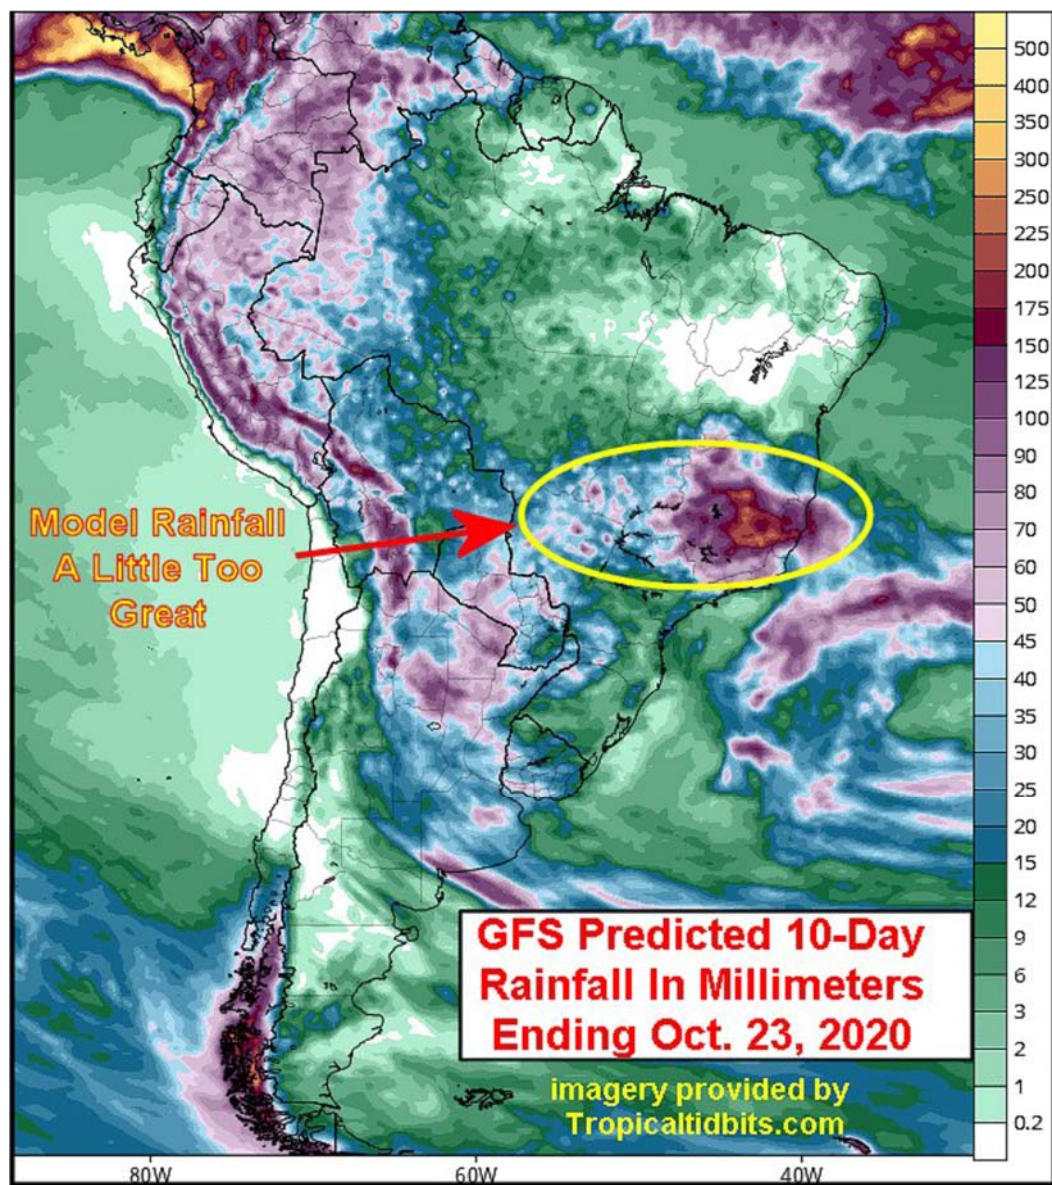 Model Rainfall
A Little Too
Great
GFS Predicted 10-Day
Rainfall In Millimeters
Ending Oct. 23, 2020
imagery provided by
Tropicaltidbits.com
500
400
350
300
250
225
200
175
150
125
100
90
80
70
60
50
45
40
35
30
25
20
15
12
9
6
3
2
1
0.2
80W
60W
40W